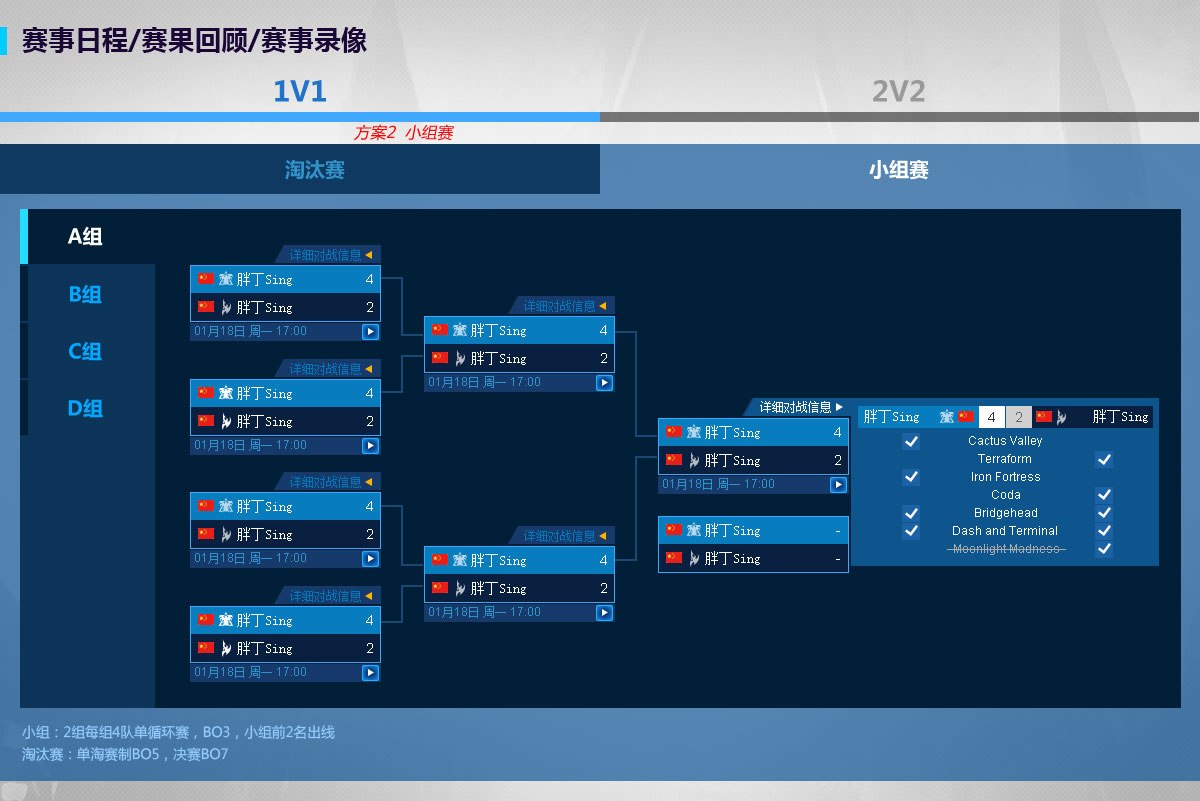 赛事日程/赛果回顾/赛事录像
1V1
2V2
方案2 小组赛
淘汰赛
小组赛
A组
B组
C组
D组
详细对战信息
胖丁Sing 4
胖丁Sing 2
01月18日 周一 17:00
详细对战信息
胖丁Sing 4
胖丁Sing 2
01月18日 周一 17:00
详细对战信息
胖丁Sing 4
胖丁Sing 2
01月18日 周一 17:00
详细对战信息
胖丁Sing 4
胖丁Sing 2
01月18日 周一 17:00
详细对战信息
胖丁Sing 4
胖丁Sing 2
01月18日 周一 17:00
详细对战信息
胖丁Sing 4
胖丁Sing 2
01月18日 周一 17:00
详细对战信息
胖丁Sing 4
胖丁Sing 2
01月18日 周一 17:00
胖丁Sing -
胖丁Sing -
胖丁Sing 4 2 胖丁Sing
Cactus Valley
Terraform
Iron Fortress
Coda
Bridgehead
Dash and Terminal
Moonlight Madness
小组：2组每组4队单循环赛，BO3，小组前2名出线
淘汰赛：单淘赛制BO5，决赛BO7